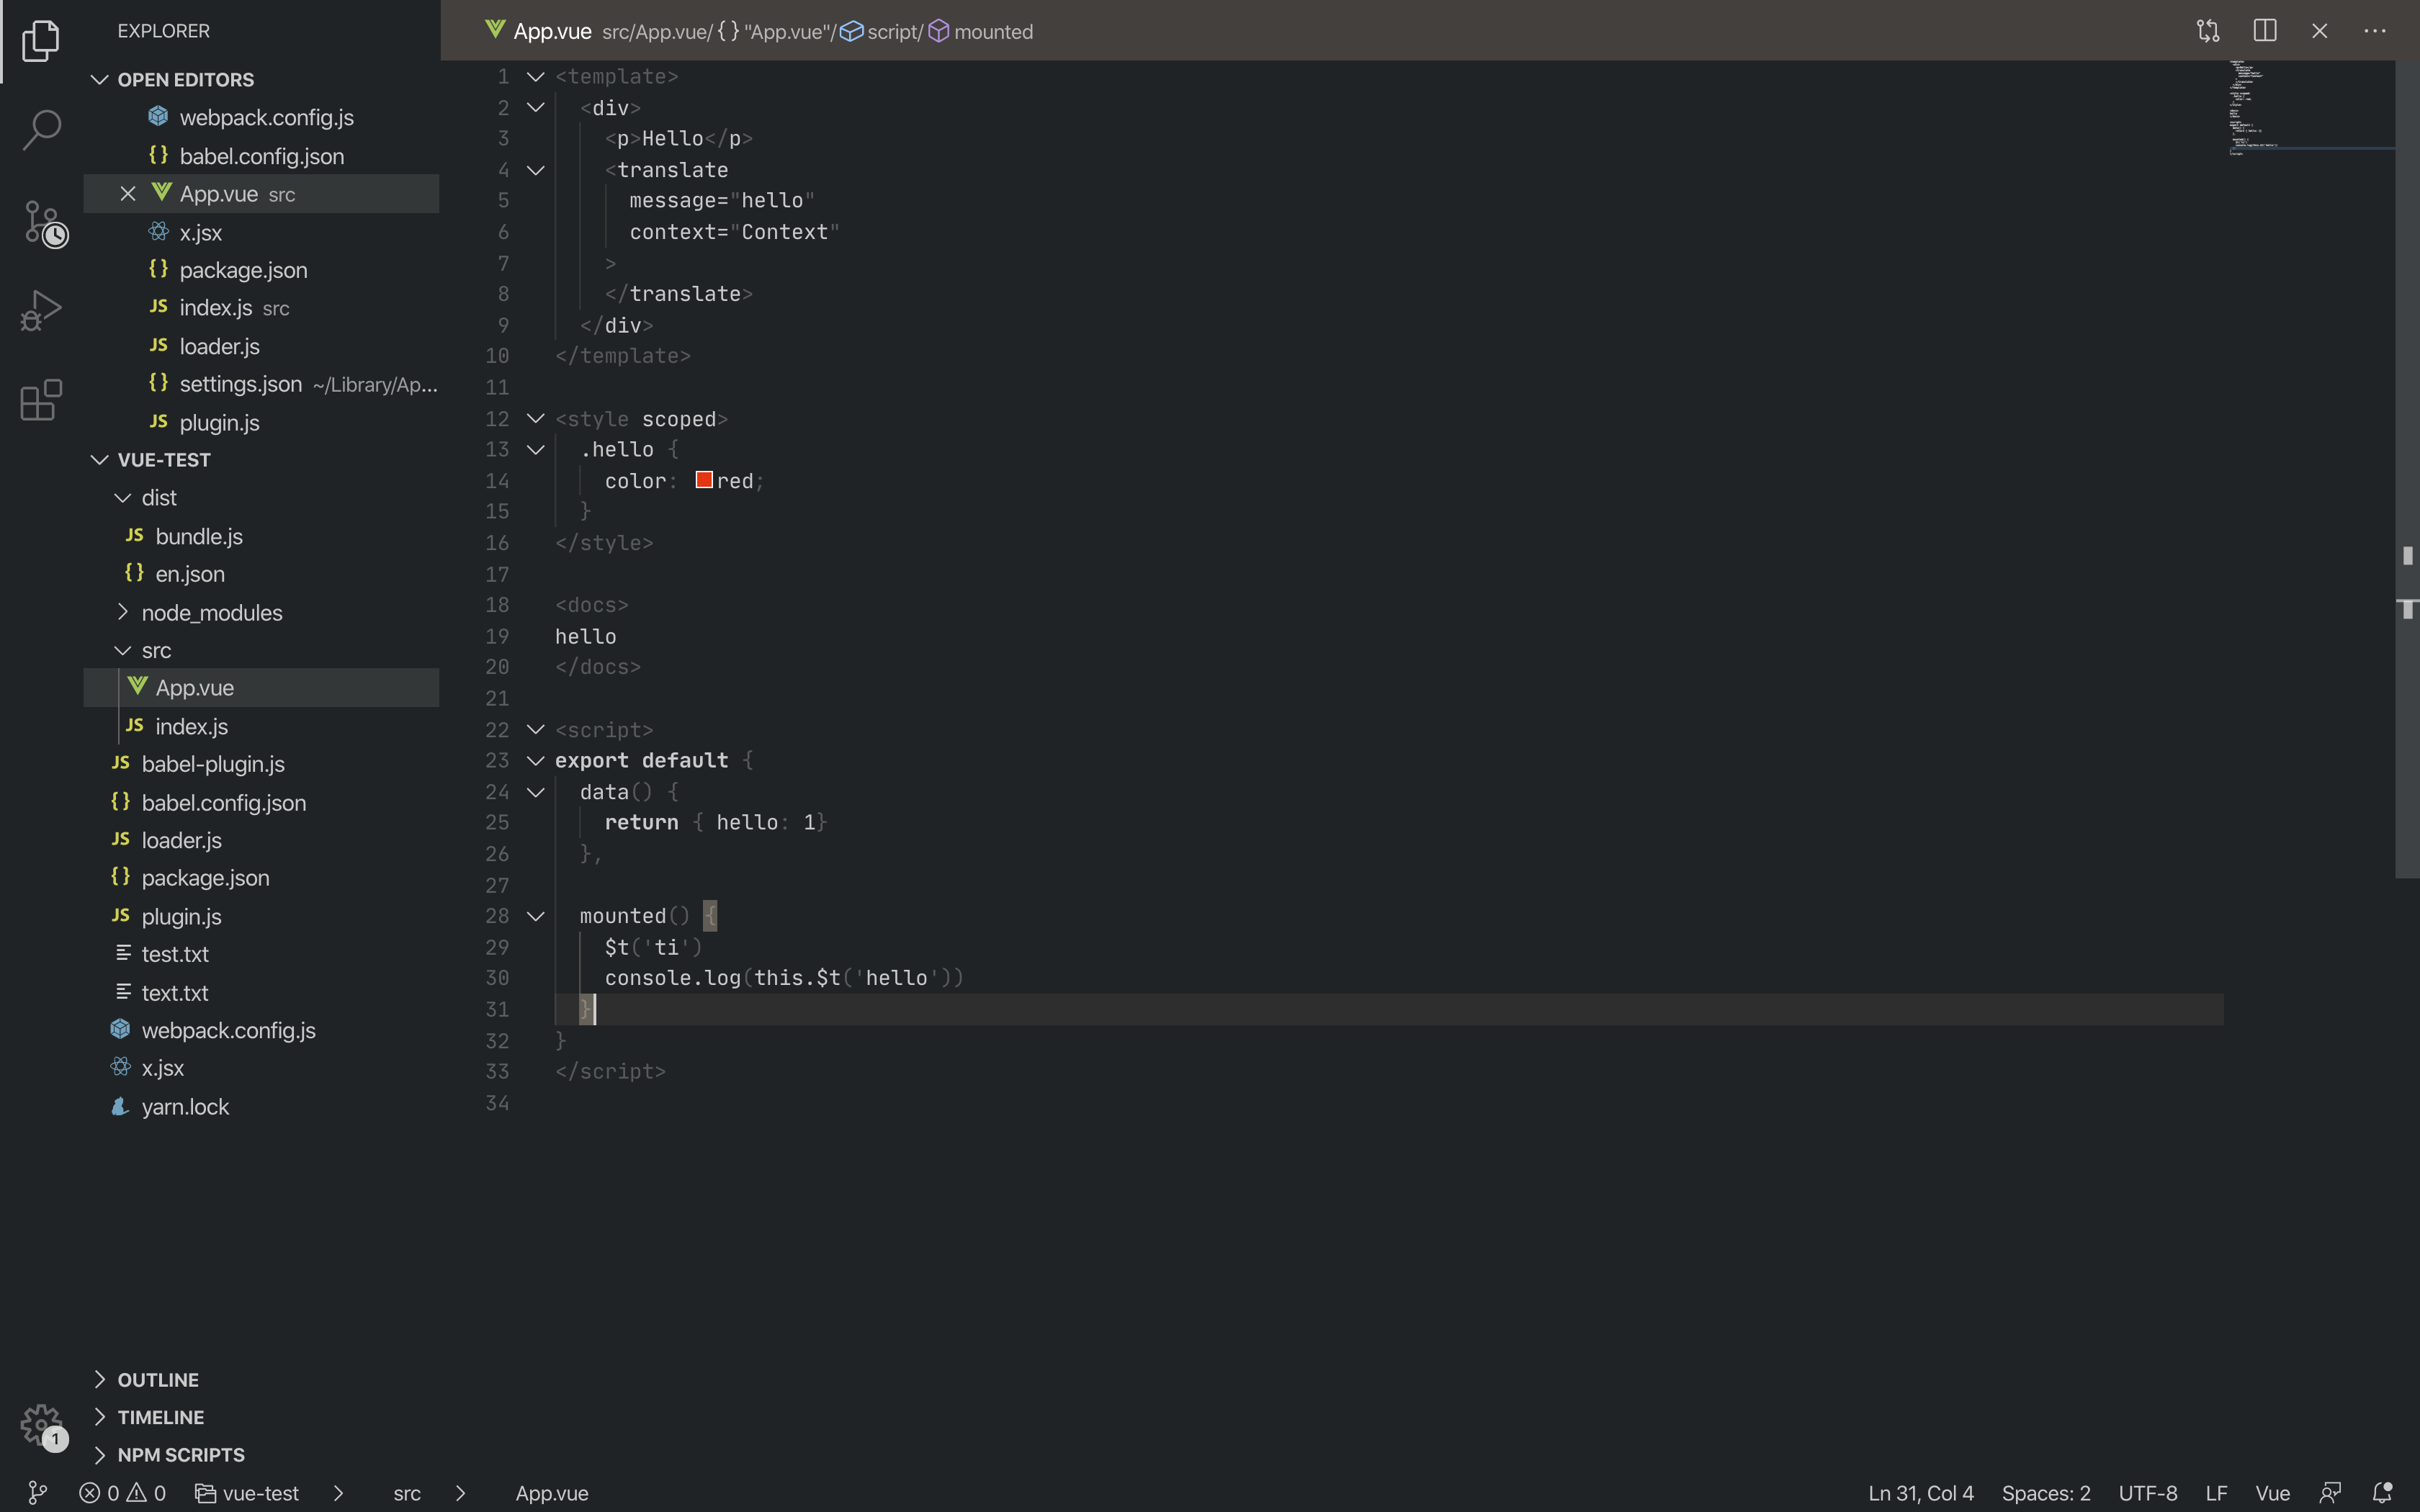 EXPLORER
OPEN EDITORS
webpack.config.js
{} babel.config.json
App.vue src
x.jsx
{} package.json
JS index.js src
JS loader.js
{} settings.json ~/Library/Ap...
JS plugin.js
VUE-TEST
dist
JS bundle.js
{} en.json
node_modules
src
App.vue
JS index.js
JS babel-plugin.js
{} babel.config.json
JS loader.js
{} package.json
JS plugin.js
test.txt
text.txt
webpack.config.js
x.jsx
yarn.lock
OUTLINE
TIMELINE
1
NPM SCRIPTS
App.vue src/App.vue/{} "App.vue"/script/mounted
1 <template>
2   <div>
3     <p>Hello</p>
4     <translate
5       message="hello"
6       context="Context"
7     >
8     </translate>
9   </div>
10 </template>
11
12 <style scoped>
13   .hello {
14     color: red;
15   }
16 </style>
17
18 <docs>
19 hello
20 </docs>
21
22 <script>
23 export default {
24   data() {
25     return { hello: 1}
26   },
27
28   mounted() {
29     $t('ti')
30     console.log(this.$t('hello'))
31   }
32 }
33 </script>
34
0 0 vue-test > src > App.vue Ln 31, Col 4 Spaces: 2 UTF-8 LF Vue